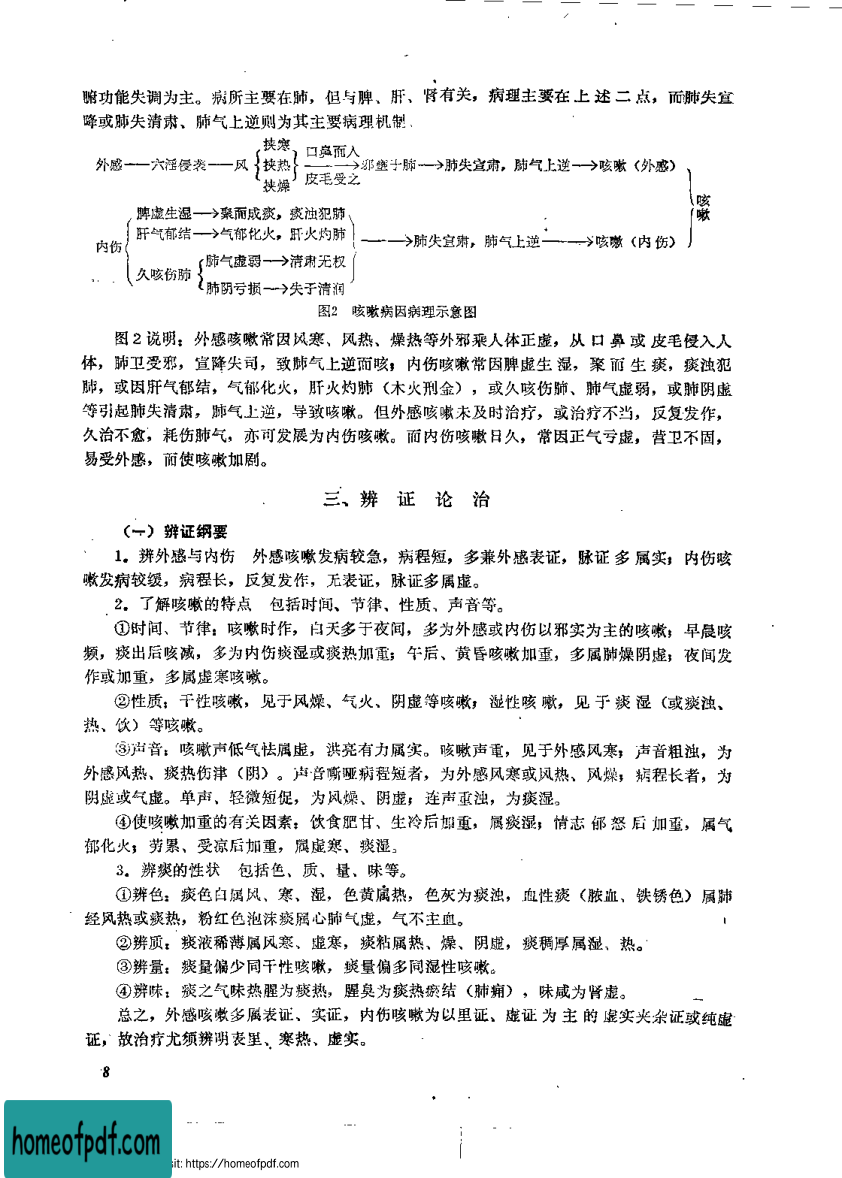 腑功能失调为主。病所主要在肺，但与脾、肝、肾有关，病理主要在上述二点，而肺失宣
降或肺失清肃、肺气上逆则为其主要病理机制.
外感——六淫侵袭——风{挟寒 挟热 挟燥} 口鼻而入 皮毛受之 →邪壅于肺→肺失宣肃，肺气上逆→咳嗽（外感）
咳嗽
内伤
脾虚生湿→聚而成痰，痰浊犯肺
肝气郁结→气郁化火，肝火灼肺
久咳伤肺
肺气虚弱→清肃无权
肺阴亏损→失于清润
→肺失宣肃，肺气上逆→咳嗽（内伤）
图2 咳嗽病因病理示意图
图2说明：外感咳嗽常因风寒、风热、燥热等外邪乘人体正虚，从口鼻或皮毛侵入人
体，肺卫受邪，宣降失司，致肺气上逆而咳；内伤咳嗽常因脾虚生湿，聚而生痰，痰浊犯
肺，或因肝气郁结，气郁化火，肝火灼肺（木火刑金），或久咳伤肺、肺气虚弱，或肺阴虚
等引起肺失清肃，肺气上逆，导致咳嗽。但外感咳嗽未及时治疗，或治疗不当，反复发作，
久治不愈，耗伤肺气，亦可发展为内伤咳嗽。而内伤咳嗽日久，常因正气亏虚，营卫不固，
易受外感，而使咳嗽加剧。
三、辨证论治
（一）辨证纲要
1．辨外感与内伤 外感咳嗽发病较急，病程短，多兼外感表证，脉证多属实；内伤咳
嗽发病较缓，病程长，反复发作，无表证，脉证多属虚。
2．了解咳嗽的特点 包括时间、节律、性质、声音等。
①时间、节律：咳嗽时作，白天多于夜间，多为外感或内伤以邪实为主的咳嗽；早晨咳
频，痰出后咳减，多为内伤痰湿或痰热加重；午后、黄昏咳嗽加重，多属肺燥阴虚；夜间发
作或加重，多属虚寒咳嗽。
②性质：干性咳嗽，见于风燥、气火、阴虚等咳嗽；湿性咳嗽，见于痰湿（或痰浊、
热、饮）等咳嗽。
③声音：咳嗽声低气怯属虚，洪亮有力属实。咳嗽声重，见于外感风寒；声音粗浊，为
外感风热、痰热伤津（阴）。声音嘶哑病程短者，为外感风寒或风热、风燥；病程长者，为
阴虚或气虚。单声、轻微短促，为风燥、阴虚；连声重浊，为痰湿。
④使咳嗽加重的有关因素：饮食肥甘、生冷后加重，属痰湿；情志郁怒后加重，属气
郁化火；劳累、受凉后加重，属虚寒、痰湿。
3．辨痰的性状 包括色、质、量、味等。
①辨色：痰色白属风、寒、湿，色黄属热，色灰为痰浊，血性痰（脓血、铁锈色）属肺
经风热或痰热，粉红色泡沫痰属心肺气虚，气不主血。
②辨质：痰液稀薄属风寒、虚寒，痰粘属热、燥、阴虚，痰稠厚属湿、热。
③辨量：痰量偏少同干性咳嗽，痰量偏多同湿性咳嗽。
④辨味：痰之气味热腥为痰热，腥臭为痰热瘀结（肺痈），味咸为肾虚。
总之，外感咳嗽多属表证、实证，内伤咳嗽为以里证、虚证为主的虚实夹杂证或纯虚
证，故治疗尤须辨明表里、寒热、虚实。
8
homeofpdf.com
sit: https://homeofpdf.com